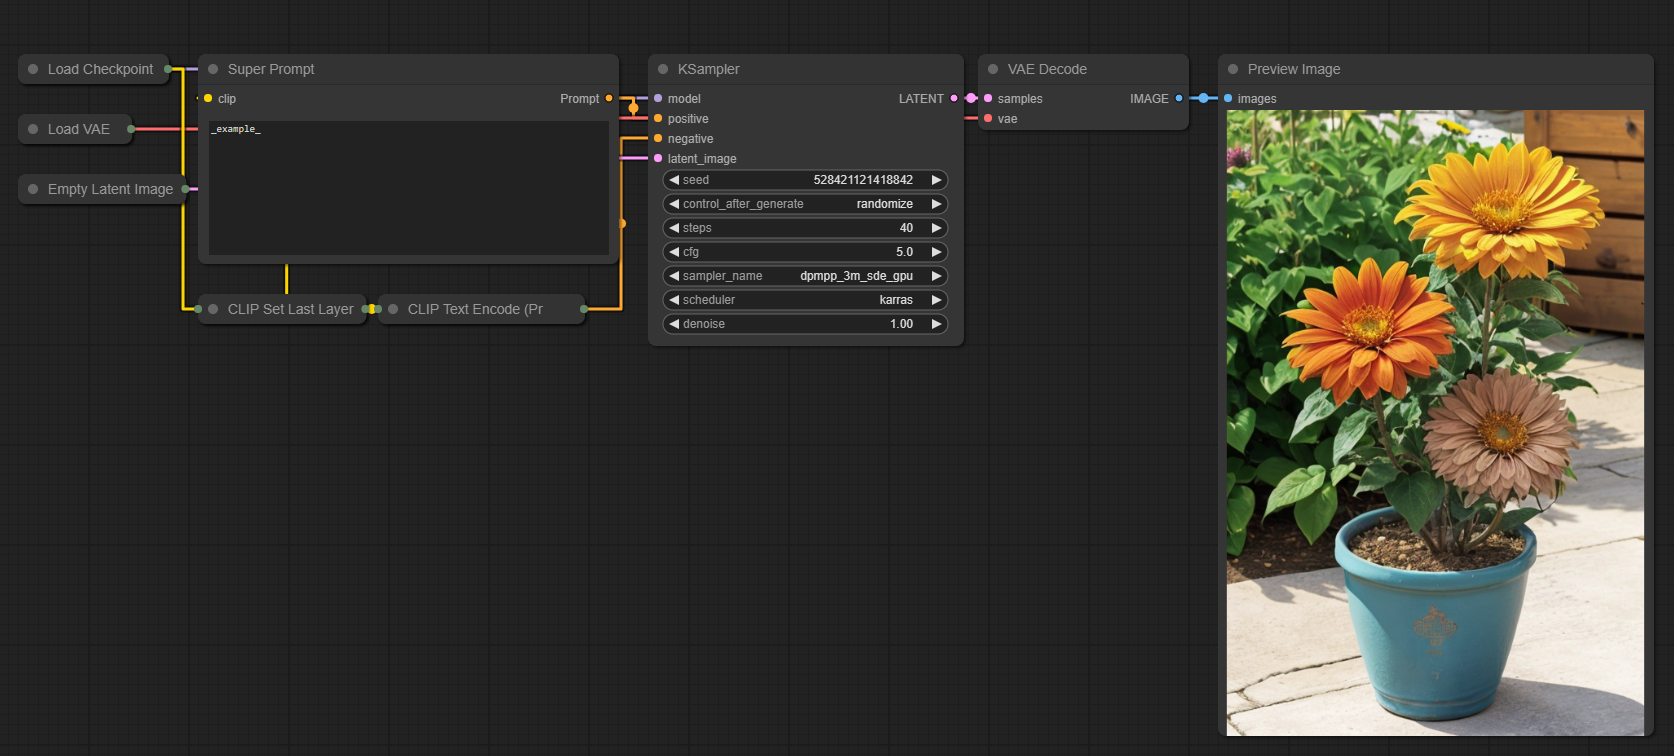 Load Checkpoint
Load VAE
Empty Latent Image
Super Prompt
clip
Prompt
_example_
CLIP Set Last Layer
CLIP Text Encode (Pr
KSampler
model
LATENT
positive
negative
latent_image
seed 528421121418842
control_after_generate randomize
steps 40
cfg 5.0
sampler_name dpmpp_3m_sde_gpu
scheduler karras
denoise 1.00
VAE Decode
samples
IMAGE
vae
Preview Image
images